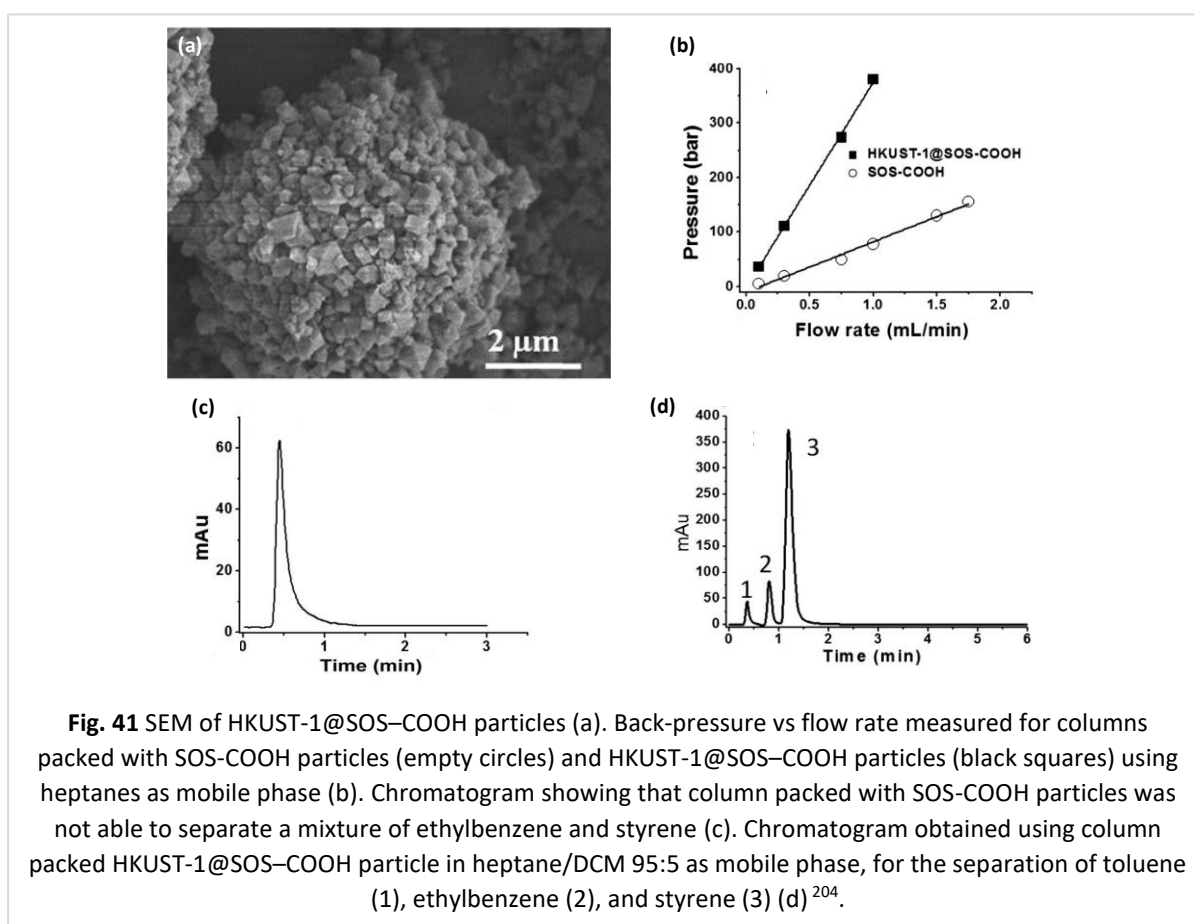 (a)
2 µm
(b)
400
300
200
100
0
Pressure (bar)
HKUST-1@SOS-COOH
SOS-COOH
0.0 0.5 1.0 1.5 2.0
Flow rate (mL/min)
(c)
60
40
20
0
mAu
0 1 2 3
Time (min)
(d)
400
350
300
250
200
150
100
50
0
mAu
1
2
3
0 1 2 3 4 5 6
Time (min)
Fig. 41 SEM of HKUST-1@SOS–COOH particles (a). Back-pressure vs flow rate measured for columns
packed with SOS-COOH particles (empty circles) and HKUST-1@SOS–COOH particles (black squares) using
heptanes as mobile phase (b). Chromatogram showing that column packed with SOS-COOH particles was
not able to separate a mixture of ethylbenzene and styrene (c). Chromatogram obtained using column
packed HKUST-1@SOS–COOH particle in heptane/DCM 95:5 as mobile phase, for the separation of toluene
(1), ethylbenzene (2), and styrene (3) (d) 204.